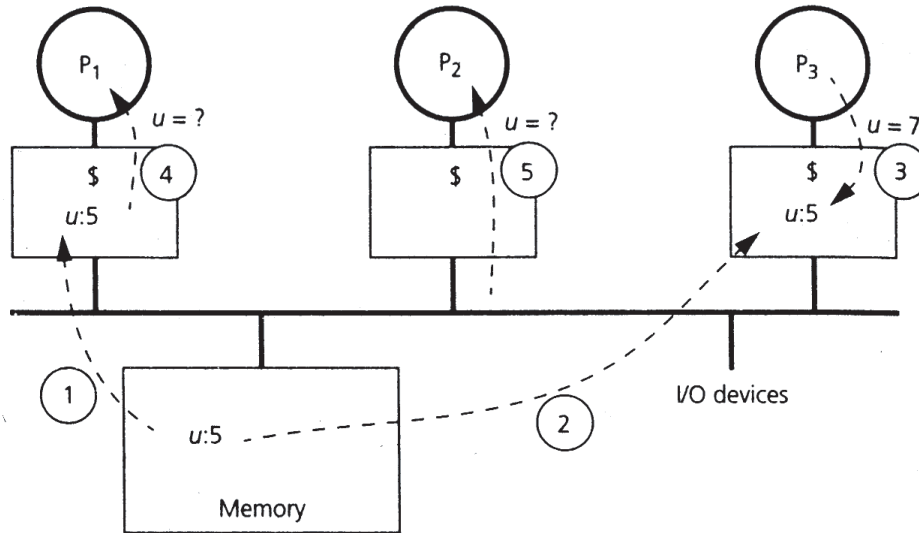 P1
P2
P3
u = ?
u = ?
u = 7
$
4
$
5
$
3
u:5
u:5
1
2
I/O devices
u:5
Memory